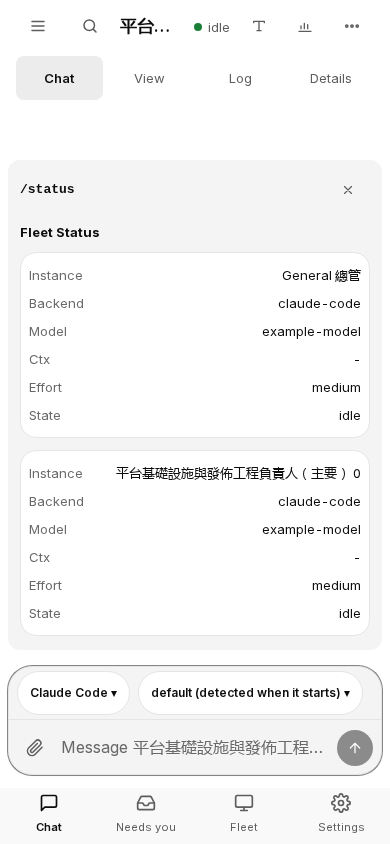 平台… idle
Chat View Log Details
/status
Fleet Status
Instance General 總管
Backend claude-code
Model example-model
Ctx -
Effort medium
State idle
Instance 平台基礎設施與發佈工程負責人（主要）0
Backend claude-code
Model example-model
Ctx -
Effort medium
State idle
Claude Code ▾ default (detected when it starts) ▾
Message 平台基礎設施與發佈工程…
Chat Needs you Fleet Settings